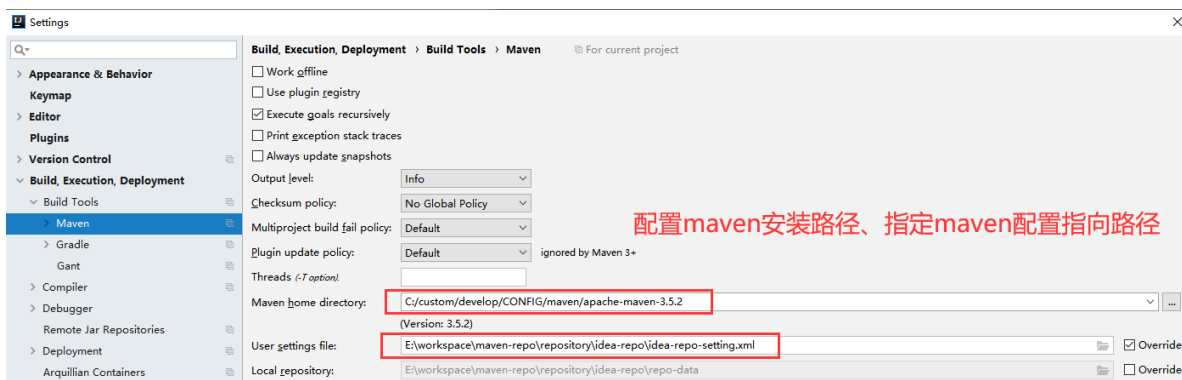 Settings
Build, Execution, Deployment › Build Tools › Maven For current project
Appearance & Behavior
Keymap
Editor
Plugins
Version Control
Build, Execution, Deployment
Build Tools
Maven
Gradle
Gant
Compiler
Debugger
Remote Jar Repositories
Deployment
Arquillian Containers
Work offline
Use plugin registry
Execute goals recursively
Print exception stack traces
Always update snapshots
Output level: Info
Checksum policy: No Global Policy
Multiproject build fail policy: Default
Plugin update policy: Default ignored by Maven 3+
Threads (-T option).
配置maven安装路径、指定maven配置指向路径
Maven home directory: C:/custom/develop/CONFIG/maven/apache-maven-3.5.2 ...
(Version: 3.5.2)
User settings file: E:\workspace\maven-repo\repository\idea-repo\idea-repo-setting.xml Override
Local repository: E:\workspace\maven-repo\repository\idea-repo\repo-data Override